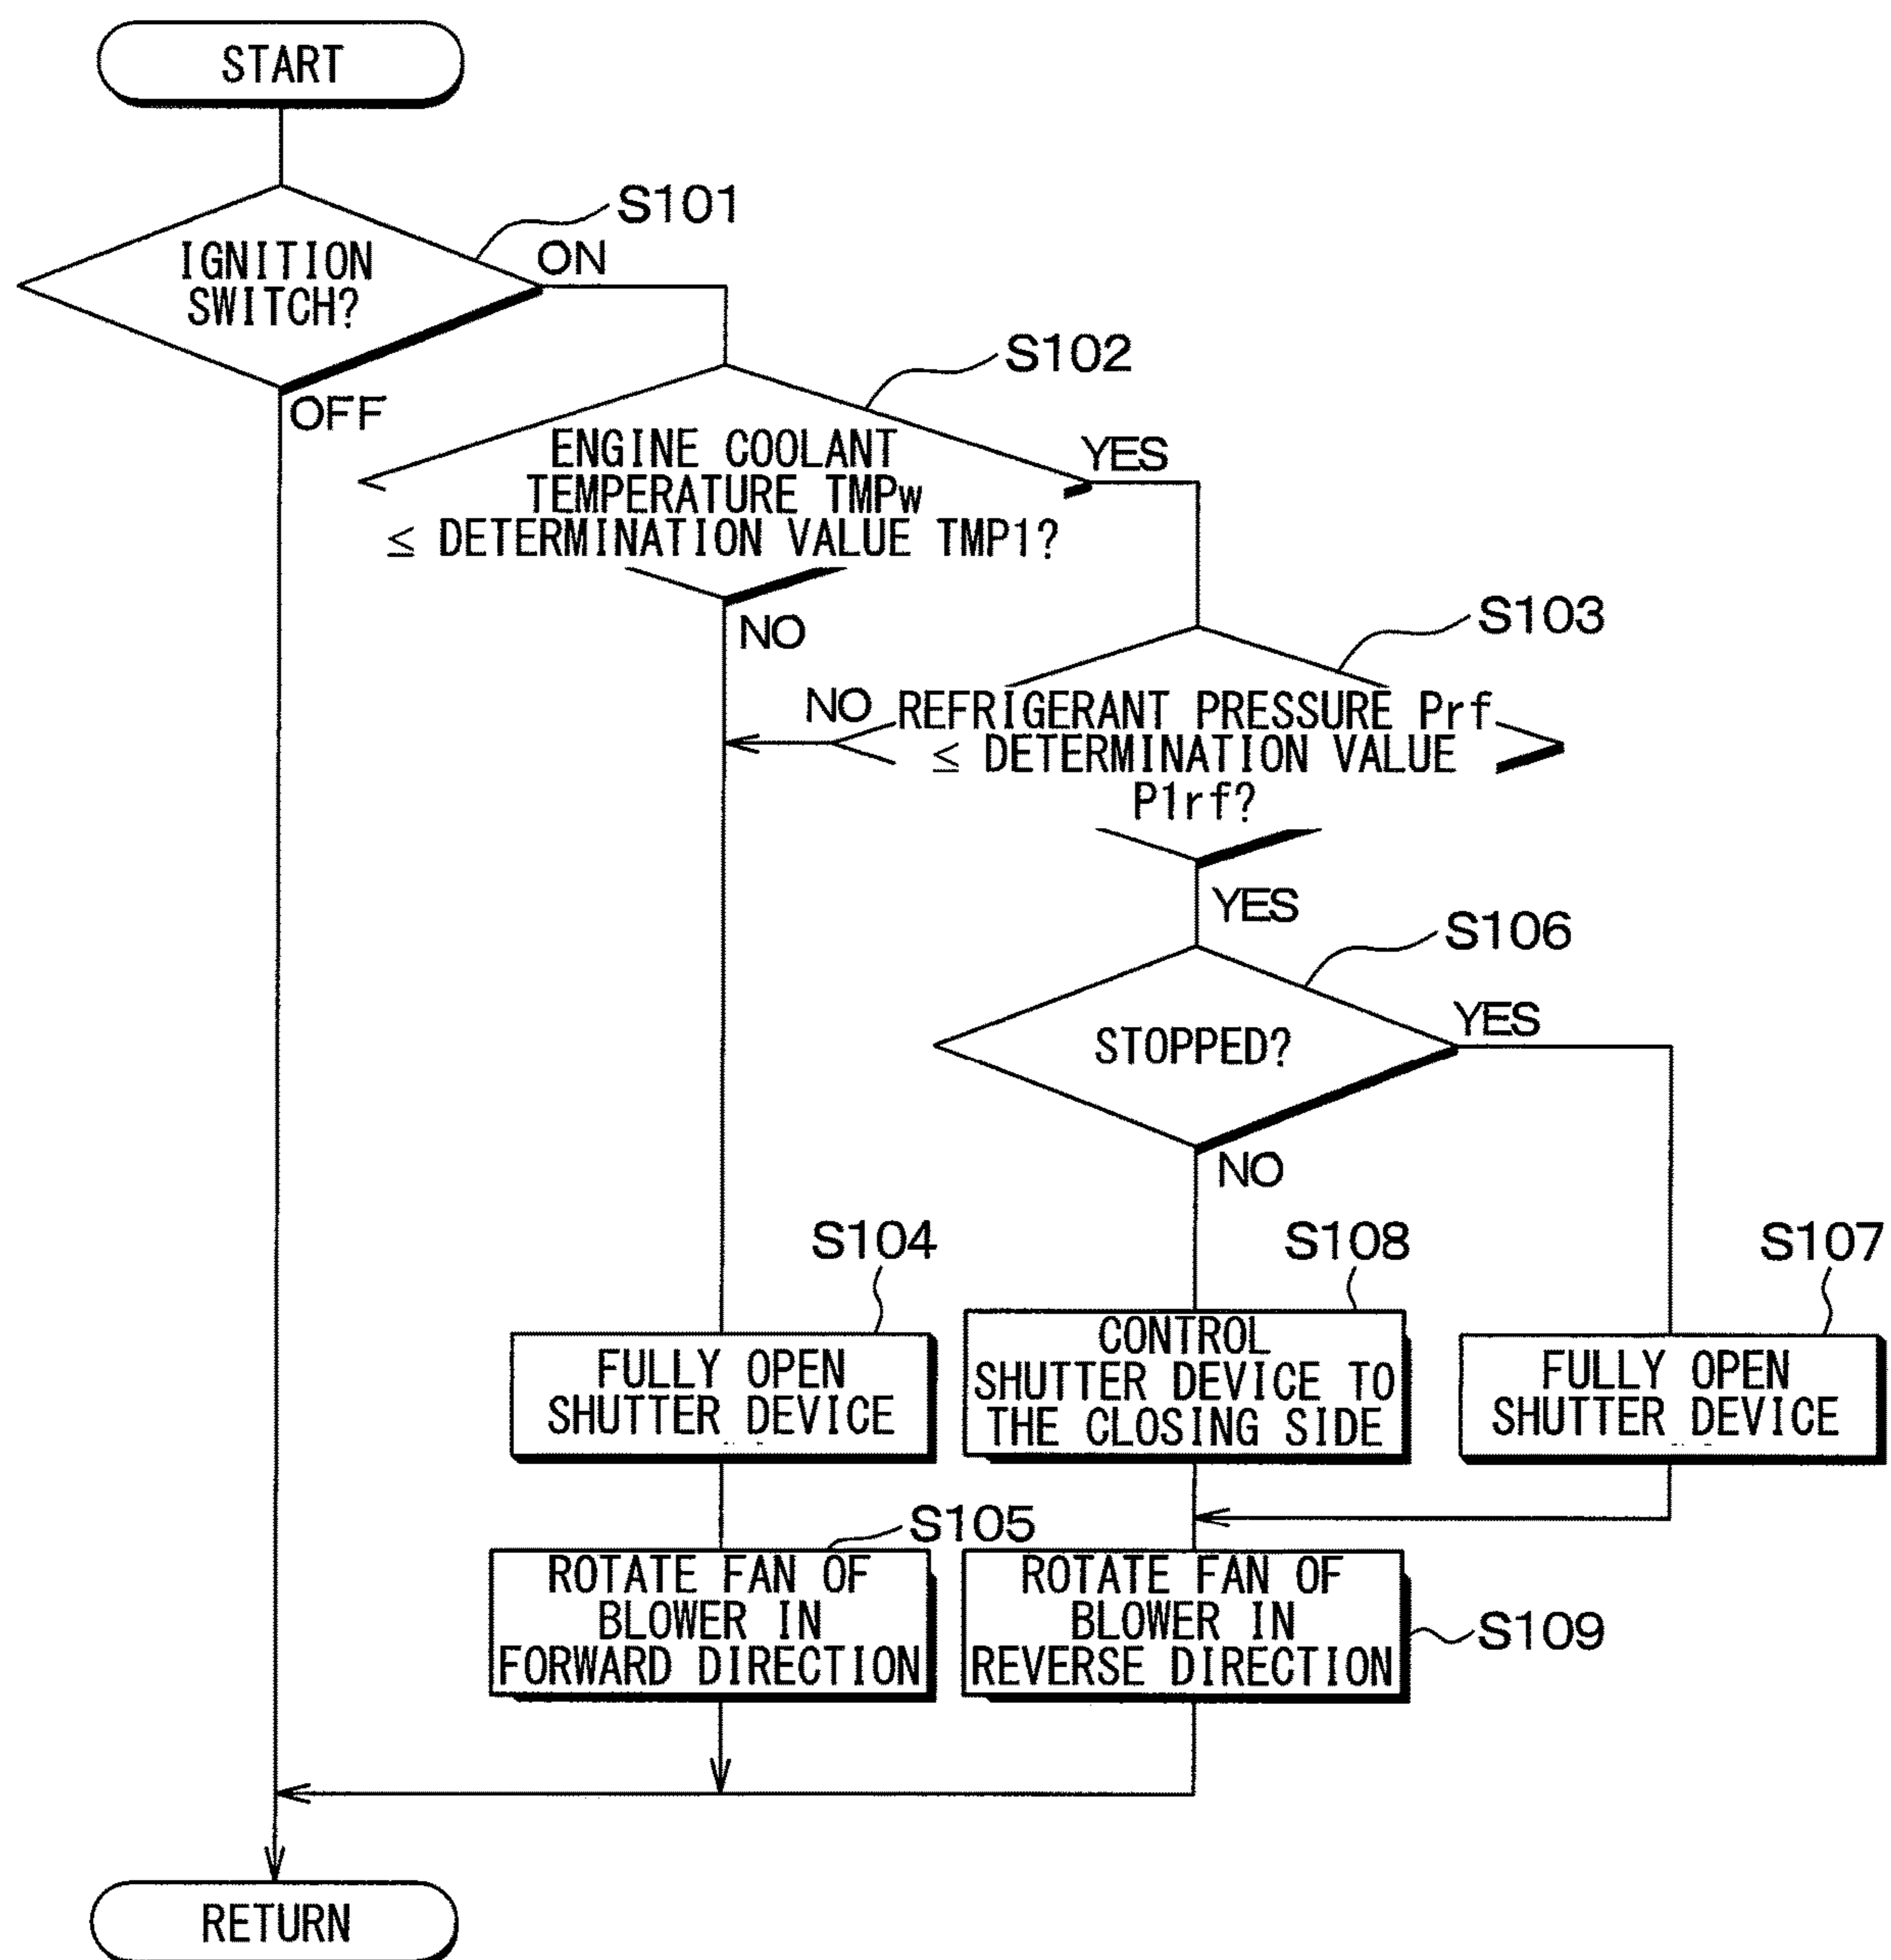 START
S101
IGNITION
SWITCH?
ON
OFF
S102
ENGINE COOLANT
TEMPERATURE TMPw
≤ DETERMINATION VALUE TMP1?
YES
NO
S103
NO
REFRIGERANT PRESSURE Prf
≤ DETERMINATION VALUE
P1rf?
YES
S106
STOPPED?
YES
NO
S104
FULLY OPEN
SHUTTER DEVICE
S108
CONTROL
SHUTTER DEVICE TO
THE CLOSING SIDE
S107
FULLY OPEN
SHUTTER DEVICE
S105
ROTATE FAN OF
BLOWER IN
FORWARD DIRECTION
ROTATE FAN OF
BLOWER IN
REVERSE DIRECTION
S109
RETURN